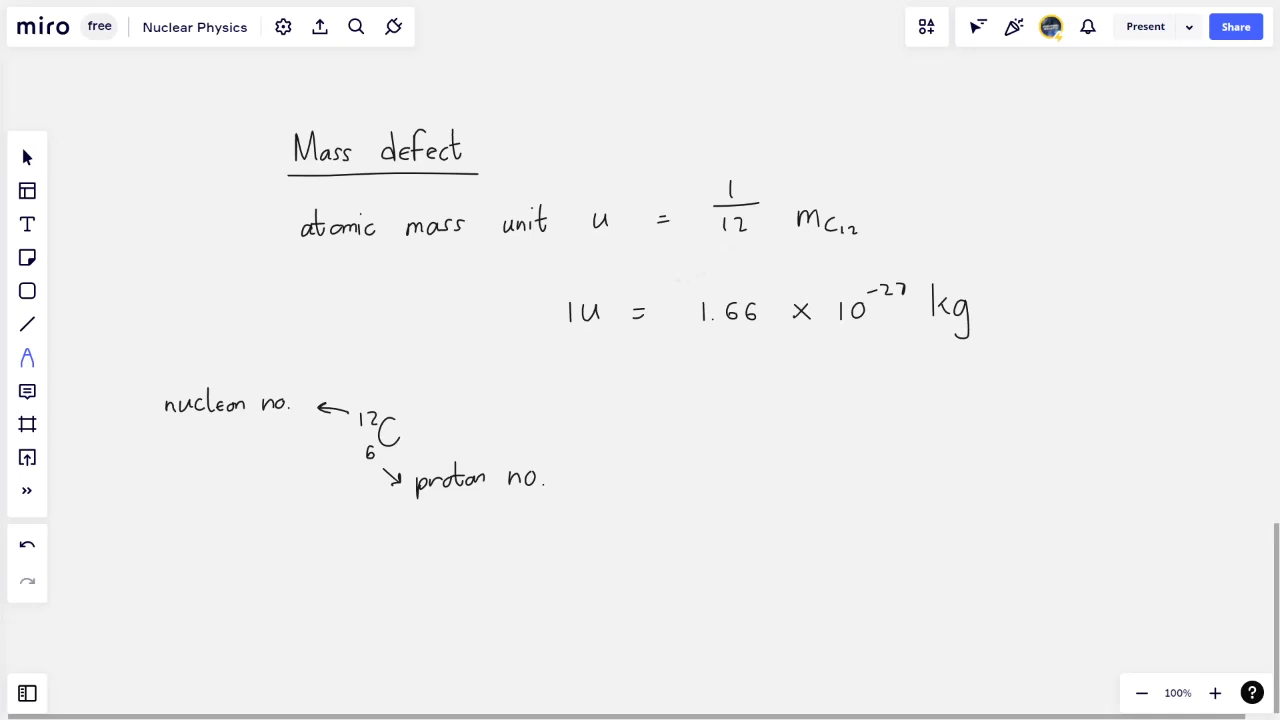 miro free Nuclear Physics Present Share
Mass defect
atomic mass unit u = 1/12 mC12
1u = 1.66 × 10^-27 kg
nucleon no. ← 12 6 C
↘ proton no.
100%